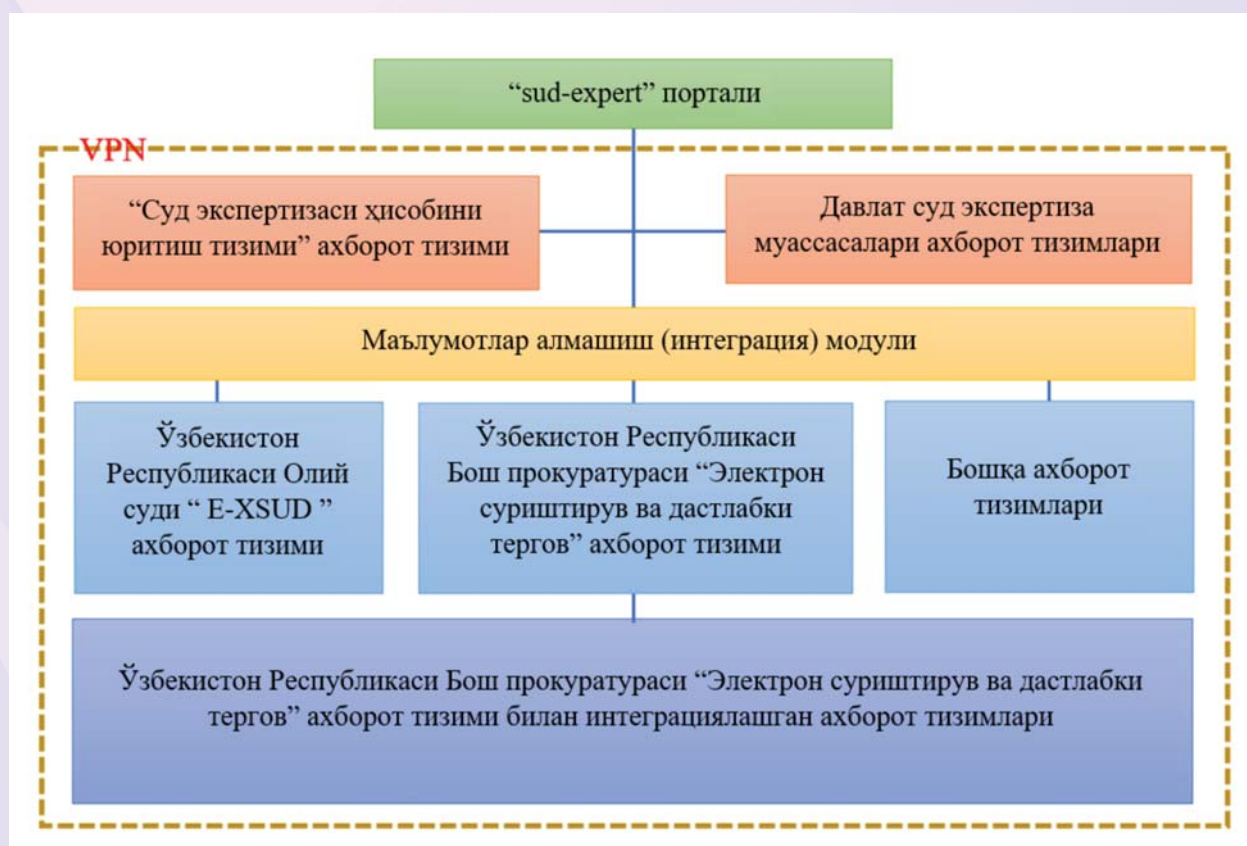 “sud-expert” портали
VPN
“Суд экспертизаси ҳисобини
юритиш тизими” ахборот тизими
Давлат суд экспертиза
муассасалари ахборот тизимлари
Маълумотлар алмашиш (интеграция) модули
Ўзбекистон
Республикаси Олий
суди “ E-XSUD ”
ахборот тизими
Ўзбекистон Республикаси
Бош прокуратураси “Электрон
суриштирув ва дастлабки
тергов” ахборот тизими
Бошқа ахборот
тизимлари
Ўзбекистон Республикаси Бош прокуратураси “Электрон суриштирув ва дастлабки
тергов” ахборот тизими билан интеграциялашган ахборот тизимлари